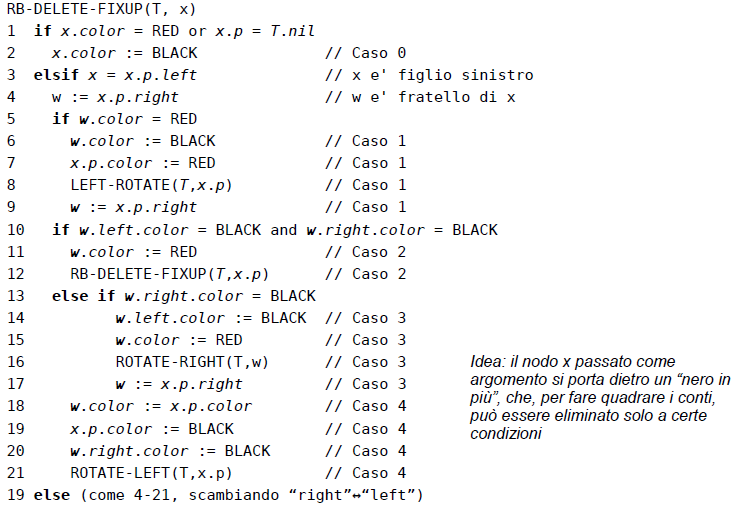 RB-DELETE-FIXUP(T, x)
1 if x.color = RED or x.p = T.nil
2 x.color := BLACK // Caso 0
3 elsif x = x.p.left // x e' figlio sinistro
4 w := x.p.right // w e' fratello di x
5 if w.color = RED
6 w.color := BLACK // Caso 1
7 x.p.color := RED // Caso 1
8 LEFT-ROTATE(T,x.p) // Caso 1
9 w := x.p.right // Caso 1
10 if w.left.color = BLACK and w.right.color = BLACK
11 w.color := RED // Caso 2
12 RB-DELETE-FIXUP(T,x.p) // Caso 2
13 else if w.right.color = BLACK
14 w.left.color := BLACK // Caso 3
15 w.color := RED // Caso 3
16 ROTATE-RIGHT(T,w) // Caso 3
17 w := x.p.right // Caso 3
18 w.color := x.p.color // Caso 4
19 x.p.color := BLACK // Caso 4
20 w.right.color := BLACK // Caso 4
21 ROTATE-LEFT(T,x.p) // Caso 4
19 else (come 4-21, scambiando “right”↔“left”)
Idea: il nodo x passato come
argomento si porta dietro un “nero in
più”, che, per fare quadrare i conti,
può essere eliminato solo a certe
condizioni